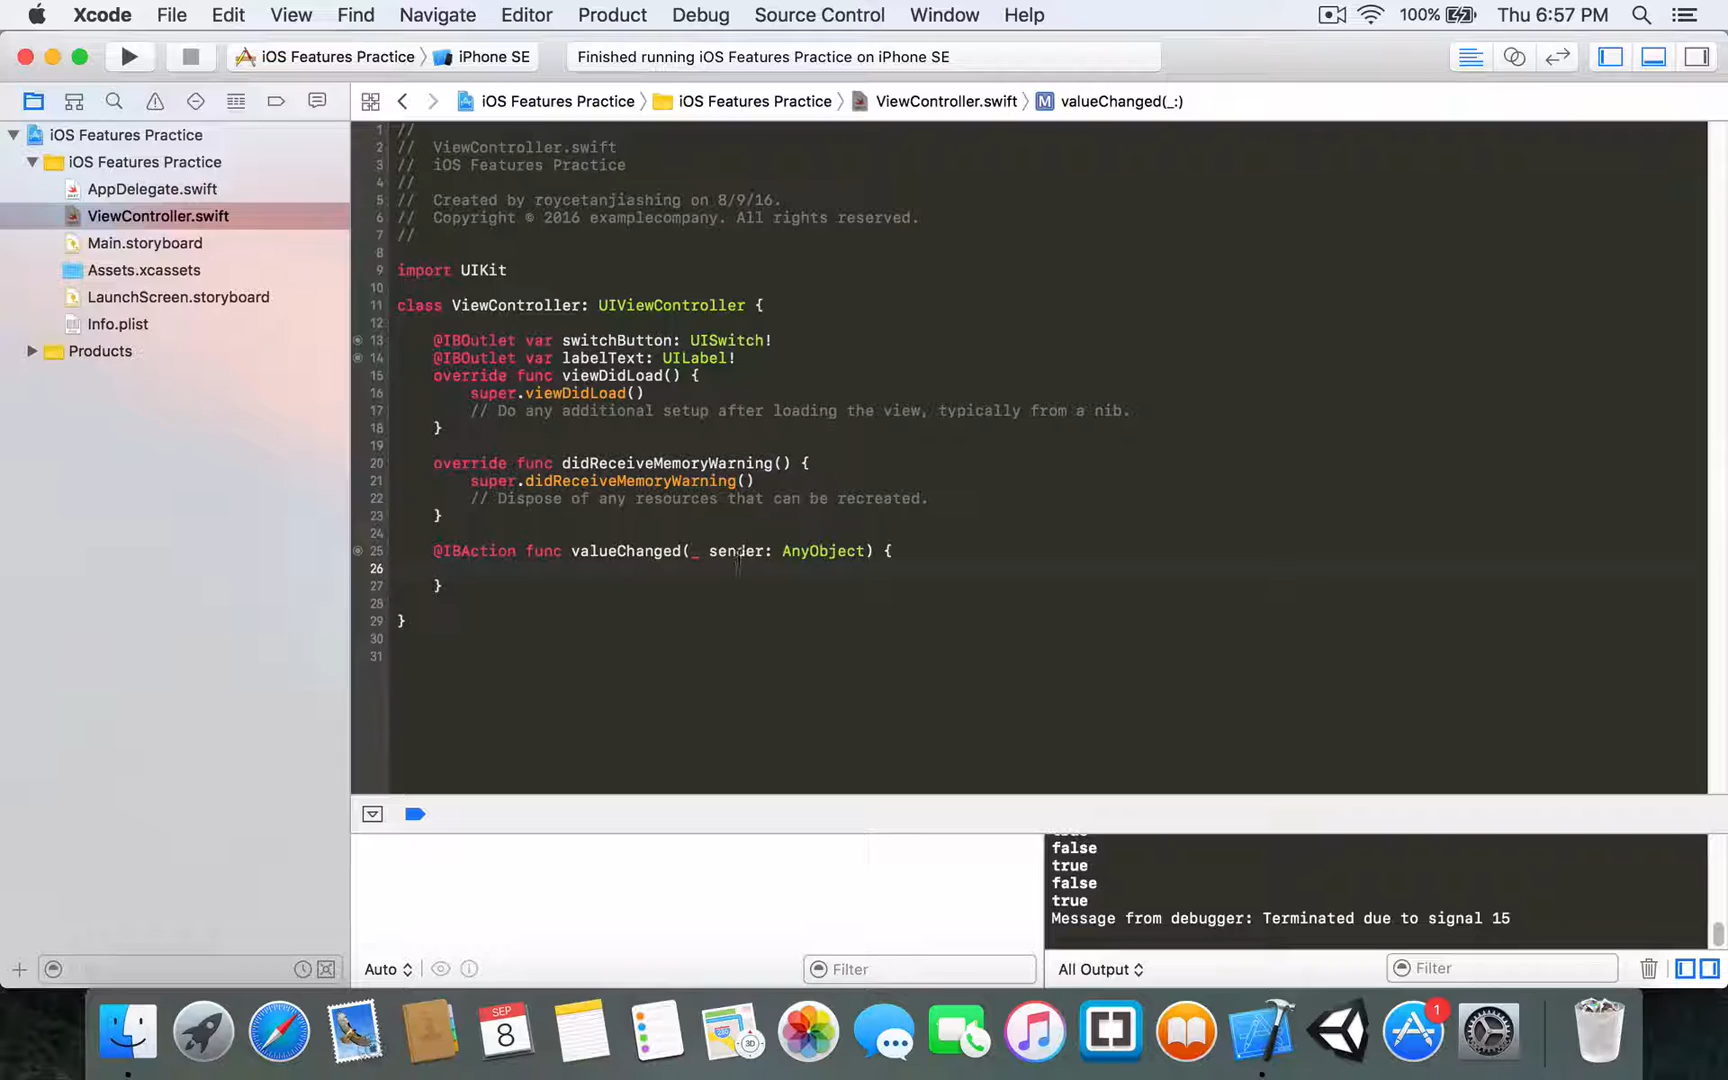 Xcode File Edit View Find Navigate Editor Product Debug Source Control Window Help 100% Thu 6:57 PM
iOS Features Practice iPhone SE Finished running iOS Features Practice on iPhone SE
iOS Features Practice iOS Features Practice ViewController.swift M valueChanged(_:)
iOS Features Practice
iOS Features Practice
AppDelegate.swift
ViewController.swift
Main.storyboard
Assets.xcassets
LaunchScreen.storyboard
Info.plist
Products
1 //
2 // ViewController.swift
3 // iOS Features Practice
4 //
5 // Created by roycetanjiashing on 8/9/16.
6 // Copyright © 2016 examplecompany. All rights reserved.
7 //
8
9 import UIKit
10
11 class ViewController: UIViewController {
12
13 @IBOutlet var switchButton: UISwitch!
14 @IBOutlet var labelText: UILabel!
15 override func viewDidLoad() {
16 super.viewDidLoad()
17 // Do any additional setup after loading the view, typically from a nib.
18 }
19
20 override func didReceiveMemoryWarning() {
21 super.didReceiveMemoryWarning()
22 // Dispose of any resources that can be recreated.
23 }
24
25 @IBAction func valueChanged(_ sender: AnyObject) {
26
27 }
28
29 }
30
31
false
true
false
true
Message from debugger: Terminated due to signal 15
Auto Filter All Output Filter
SEP
8
3D
1